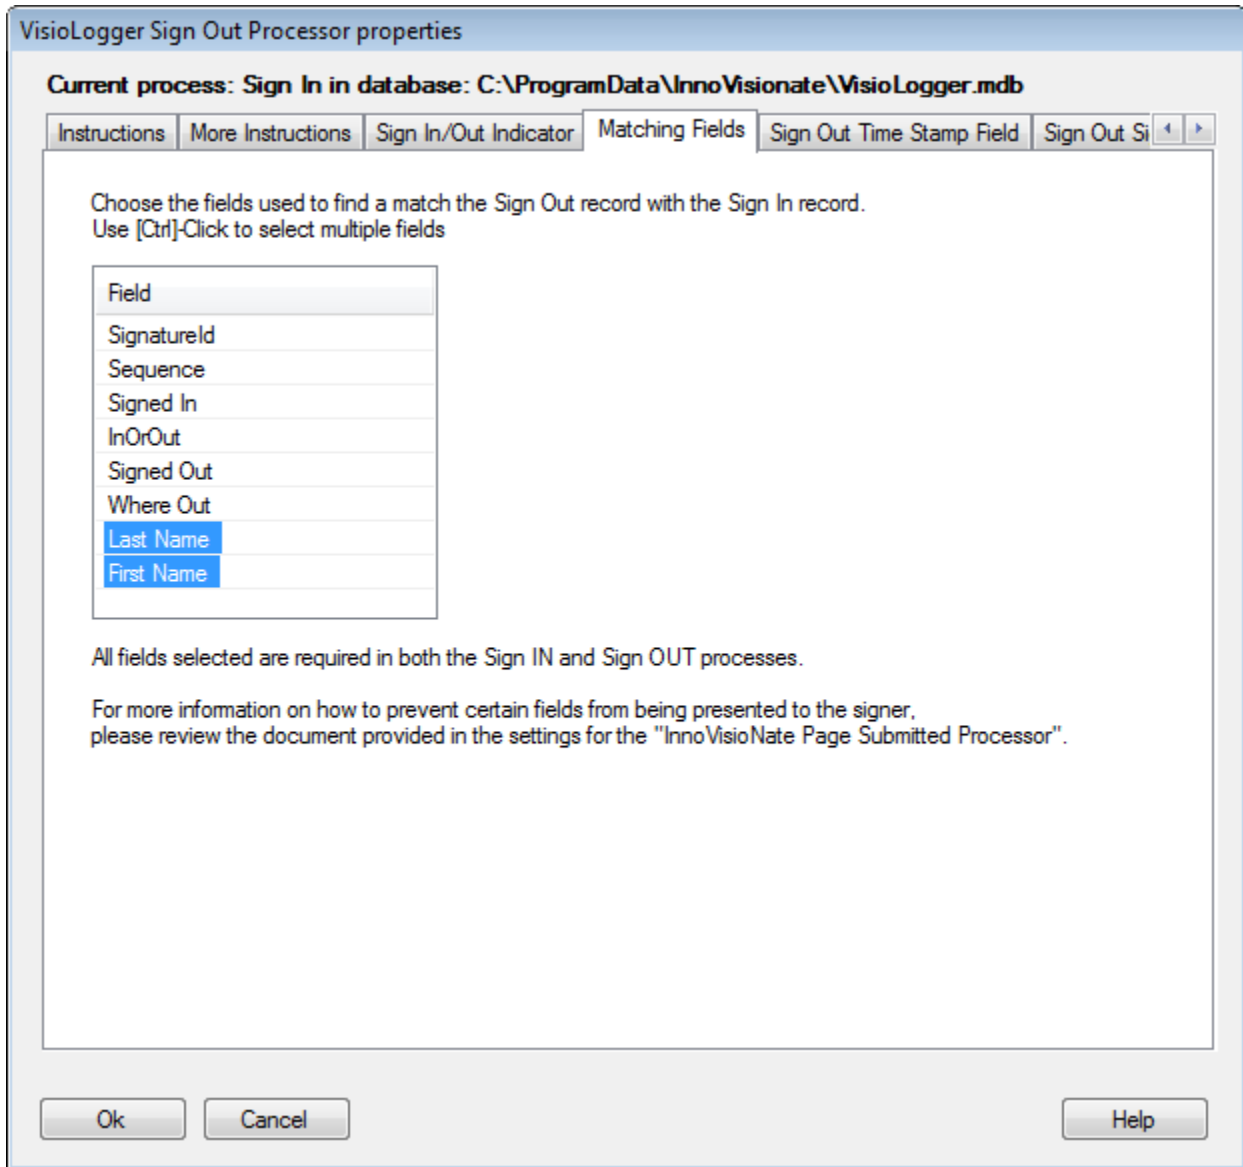 VisioLogger Sign Out Processor properties
Current process: Sign In in database: C:\ProgramData\InnoVisionate\VisioLogger.mdb
Instructions More Instructions Sign In/Out Indicator Matching Fields Sign Out Time Stamp Field Sign Out Si
Choose the fields used to find a match the Sign Out record with the Sign In record.
Use [Ctrl]-Click to select multiple fields
Field
SignatureId
Sequence
Signed In
InOrOut
Signed Out
Where Out
Last Name
First Name
All fields selected are required in both the Sign IN and Sign OUT processes.
For more information on how to prevent certain fields from being presented to the signer,
please review the document provided in the settings for the "InnoVisioNate Page Submitted Processor".
Ok Cancel Help